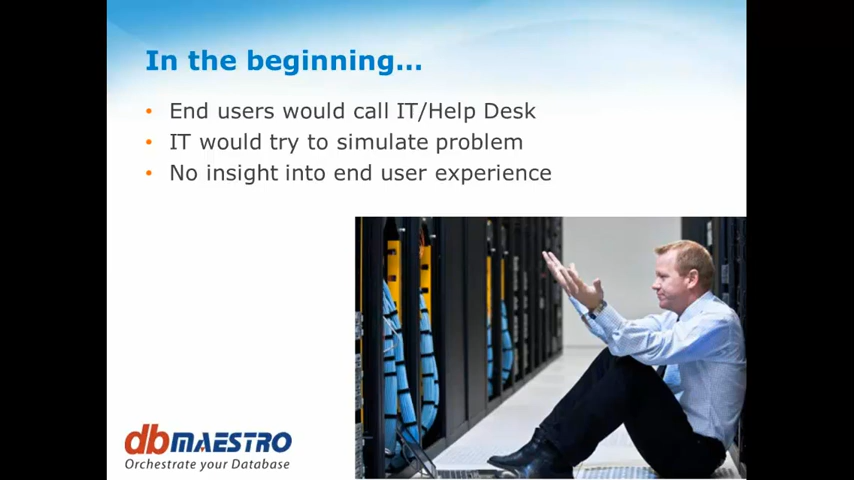 In the beginning...
• End users would call IT/Help Desk
• IT would try to simulate problem
• No insight into end user experience
dbMAESTRO
Orchestrate your Database